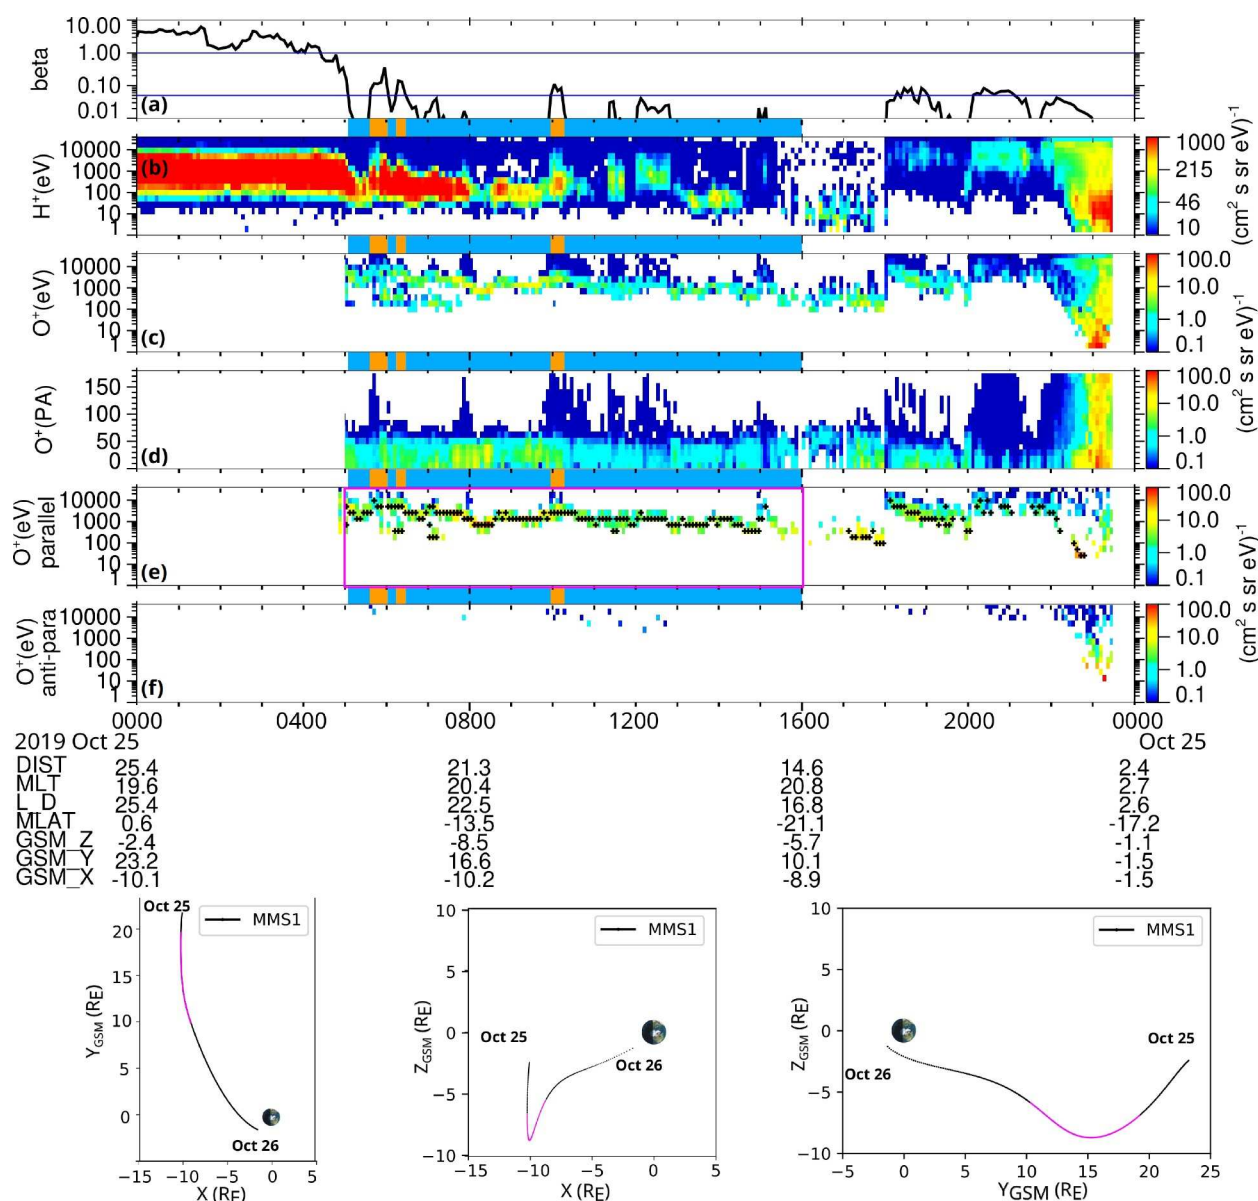 beta
10.00
1.00
0.10
0.01
(a)
H⁺(eV)
10000
1000
100
10
1
(b)
1000
215
46
10
(cm² s sr eV)⁻¹
O⁺(eV)
10000
1000
100
10
1
(c)
100.0
10.0
1.0
0.1
O⁺(PA)
150
100
50
0
(d)
100.0
10.0
1.0
0.1
(cm² s sr eV)⁻¹
O⁺(eV)
parallel
10000
1000
100
10
1
(e)
100.0
10.0
1.0
0.1
O⁺(eV)
anti-para
10000
1000
100
10
1
(f)
100.0
10.0
1.0
0.1
(cm² s sr eV)⁻¹
0000 0400 0800 1200 1600 2000 0000
2019 Oct 25 Oct 25
DIST 25.4 21.3 14.6 2.4
MLT 19.6 20.4 20.8 2.7
L_D 25.4 22.5 16.8 2.6
MLAT 0.6 -13.5 -21.1 -17.2
GSM_Z -2.4 -8.5 -5.7 -1.1
GSM_Y 23.2 16.6 10.1 -1.5
GSM_X -10.1 -10.2 -8.9 -1.5
Oct 25
MMS1
Y_GSM (R_E)
20
15
10
5
0
Oct 26
−15 −10 −5 0 5
X (R_E)
MMS1
Z_GSM (R_E)
10
5
0
−5
−10
Oct 25
Oct 26
−15 −10 −5 0 5
X (R_E)
MMS1
Z_GSM (R_E)
10
5
0
−5
−10
Oct 25
Oct 26
−5 0 5 10 15 20 25
Y_GSM (R_E)